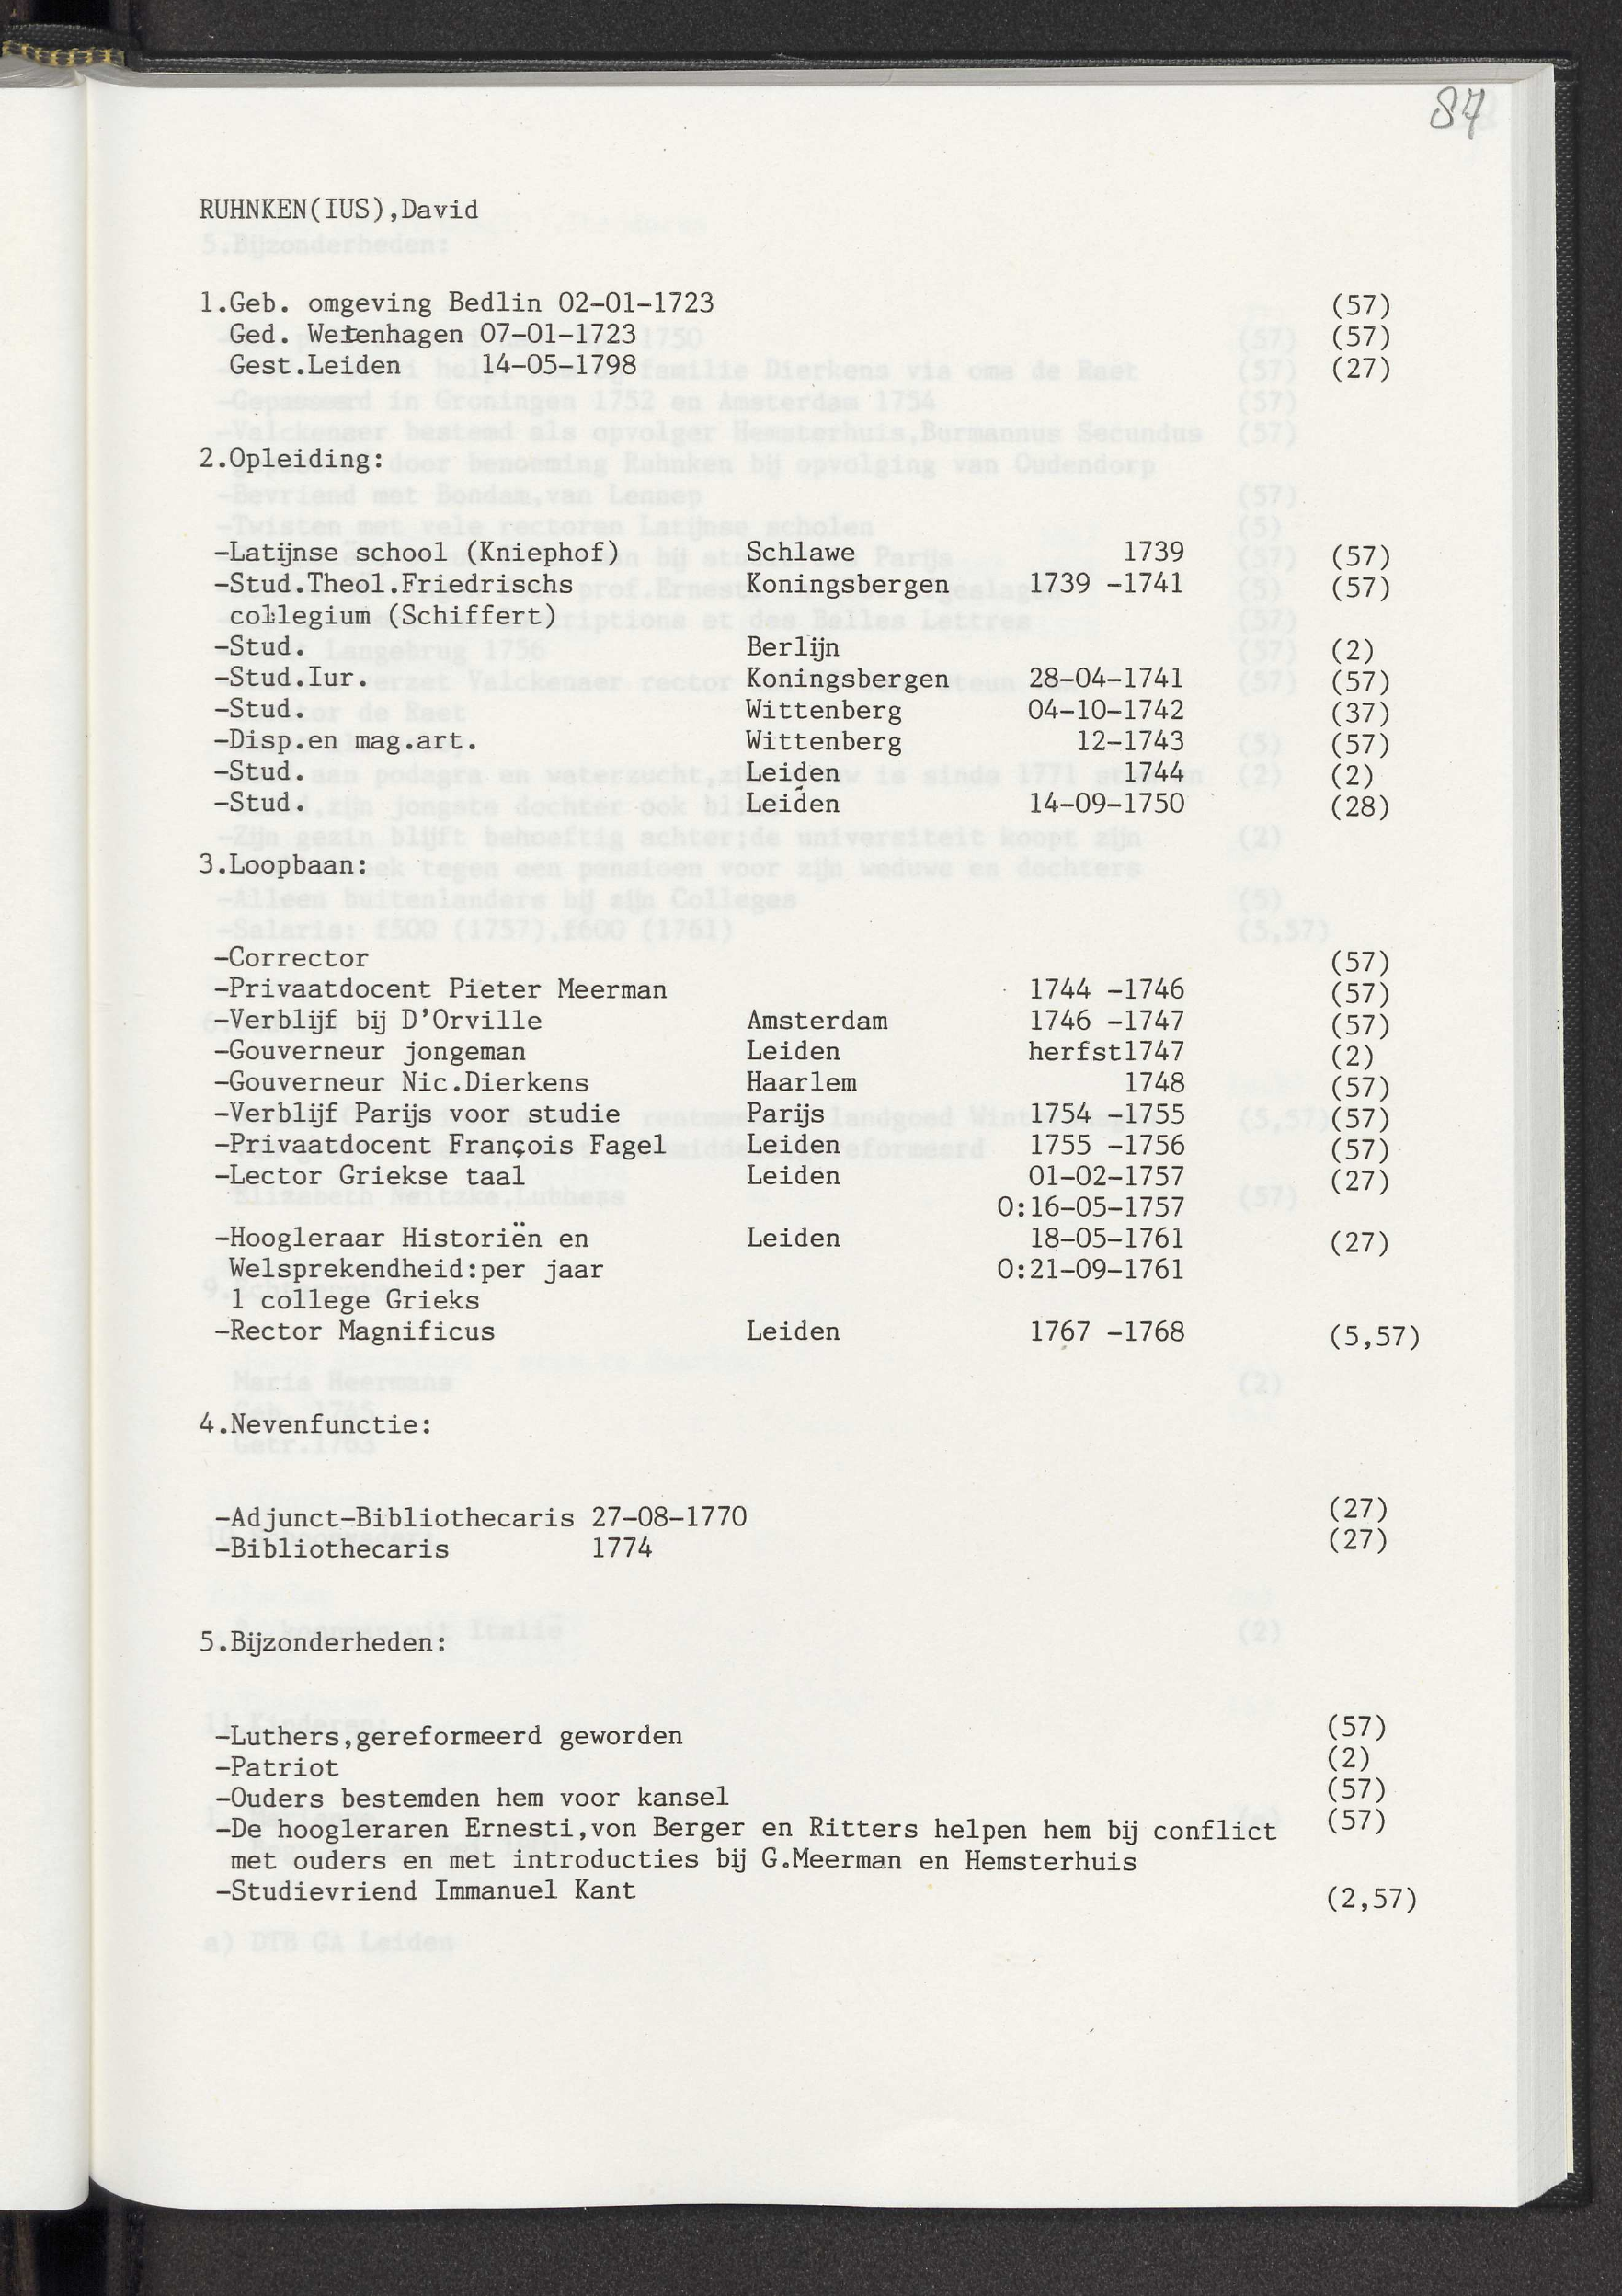 87
RUHNKEN(IUS),David
1.Geb. omgeving Bedlin 02-01-1723 (57)
Ged. Wetenhagen 07-01-1723 (57)
Gest.Leiden 14-05-1798 (27)
2.Opleiding:
-Latijnse school (Kniephof) Schlawe 1739 (57)
-Stud.Theol.Friedrischs Koningsbergen 1739 -1741 (57)
collegium (Schiffert)
-Stud. Berlijn (2)
-Stud.Iur. Koningsbergen 28-04-1741 (57)
-Stud. Wittenberg 04-10-1742 (37)
-Disp.en mag.art. Wittenberg 12-1743 (57)
-Stud. Leiden 1744 (2)
-Stud. Leiden 14-09-1750 (28)
3.Loopbaan:
-Corrector (57)
-Privaatdocent Pieter Meerman 1744 -1746 (57)
-Verblijf bij D'Orville Amsterdam 1746 -1747 (57)
-Gouverneur jongeman Leiden herfst1747 (2)
-Gouverneur Nic.Dierkens Haarlem 1748 (57)
-Verblijf Parijs voor studie Parijs 1754 -1755 (57)
-Privaatdocent François Fagel Leiden 1755 -1756 (57)
-Lector Griekse taal Leiden 01-02-1757 (27)
O:16-05-1757
-Hoogleraar Historiën en Leiden 18-05-1761 (27)
Welsprekendheid:per jaar O:21-09-1761
1 college Grieks
-Rector Magnificus Leiden 1767 -1768 (5,57)
4.Nevenfunctie:
-Adjunct-Bibliothecaris 27-08-1770 (27)
-Bibliothecaris 1774 (27)
5.Bijzonderheden:
-Luthers,gereformeerd geworden (57)
-Patriot (2)
-Ouders bestemden hem voor kansel (57)
-De hoogleraren Ernesti,von Berger en Ritters helpen hem bij conflict (57)
met ouders en met introducties bij G.Meerman en Hemsterhuis
-Studievriend Immanuel Kant (2,57)